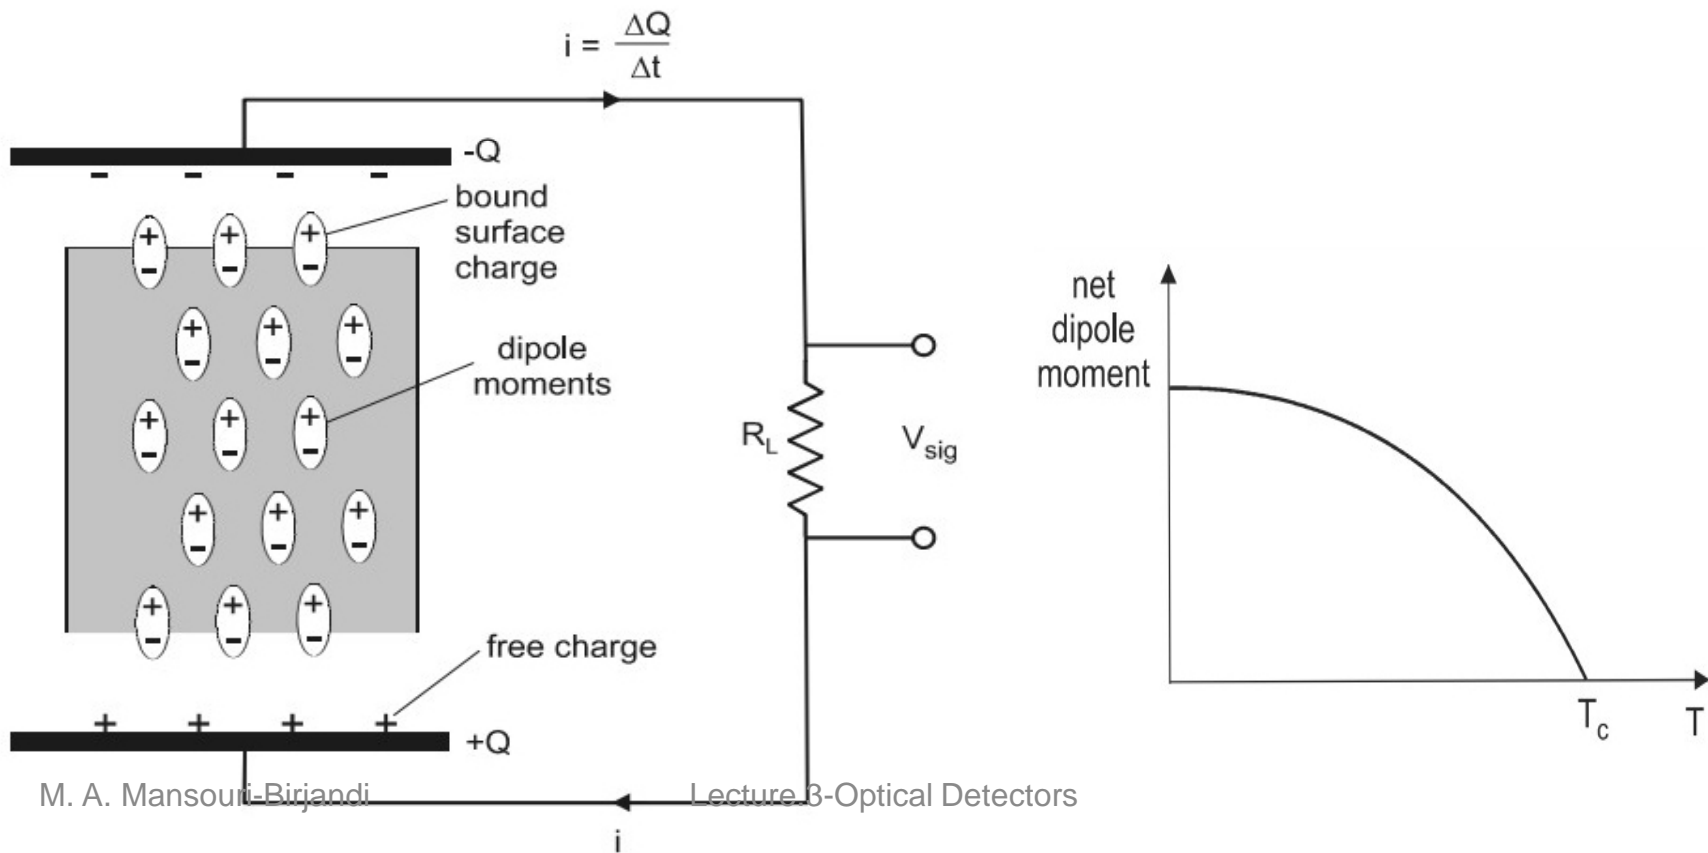 i = ΔQ
Δt
-Q
- - - -
bound
surface
charge
+ + +
- - -
+ + +
- - -
dipole
moments
+ + +
- - -
+ + +
- - -
+ + +
- - -
free charge
+ + + +
+Q
i
R_L
V_sig
net
dipole
moment
T_c
T
M. A. Mansouri-Birjandi
Lecture.3-Optical Detectors